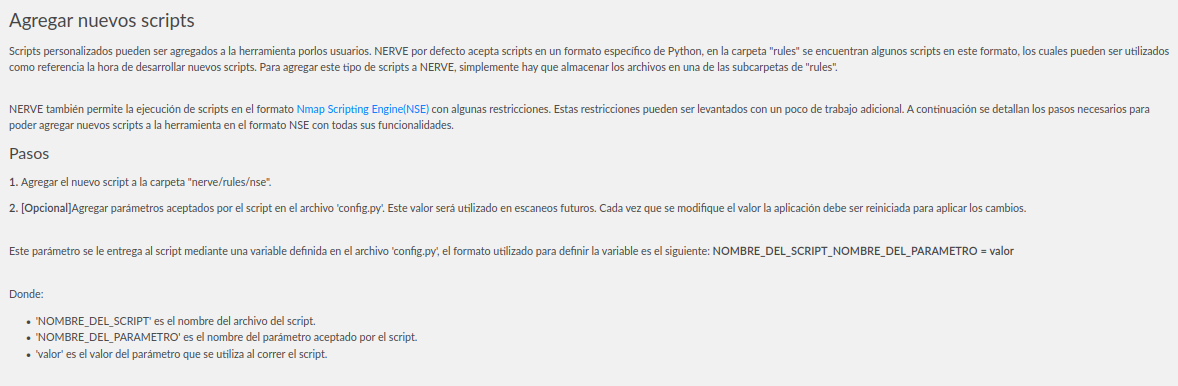 Agregar nuevos scripts
Scripts personalizados pueden ser agregados a la herramienta porlos usuarios. NERVE por defecto acepta scripts en un formato específico de Python, en la carpeta "rules" se encuentran algunos scripts en este formato, los cuales pueden ser utilizados
como referencia la hora de desarrollar nuevos scripts. Para agregar este tipo de scripts a NERVE, simplemente hay que almacenar los archivos en una de las subcarpetas de "rules".
NERVE también permite la ejecución de scripts en el formato Nmap Scripting Engine(NSE) con algunas restricciones. Estas restricciones pueden ser levantados con un poco de trabajo adicional. A continuación se detallan los pasos necesarios para
poder agregar nuevos scripts a la herramienta en el formato NSE con todas sus funcionalidades.
Pasos
1. Agregar el nuevo script a la carpeta "nerve/rules/nse".
2. [Opcional]Agregar parámetros aceptados por el script en el archivo 'config.py'. Este valor será utilizado en escaneos futuros. Cada vez que se modifique el valor la aplicación debe ser reiniciada para aplicar los cambios.
Este parámetro se le entrega al script mediante una variable definida en el archivo 'config.py', el formato utilizado para definir la variable es el siguiente: NOMBRE_DEL_SCRIPT_NOMBRE_DEL_PARAMETRO = valor
Donde:
• 'NOMBRE_DEL_SCRIPT' es el nombre del archivo del script.
• 'NOMBRE_DEL_PARAMETRO' es el nombre del parámetro aceptado por el script.
• 'valor' es el valor del parámetro que se utiliza al correr el script.